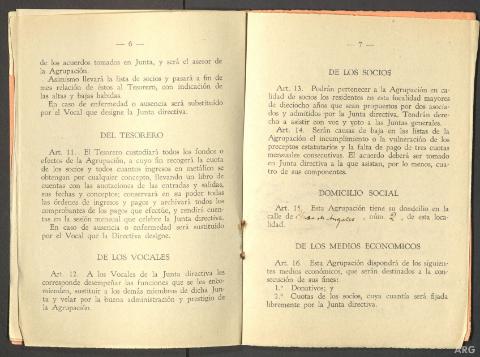 — 6 —
de los acuerdos tomados en Junta, y será el asesor de
la Agrupación.
Asimismo llevará la lista de socios y pasará a fin de
mes relación de éstos al Tesorero, con indicación de
las altas y bajas habidas.
En caso de enfermedad o ausencia será substituído
por el Vocal que designe la Junta directiva.
DEL TESORERO
Art. 11. El Tesorero custodiará todos los fondos o
efectos de la Agrupación, a cuyo fin recogerá la cuota
de los socios y todos cuantos ingresos en metálico se
obtengan por cualquier concepto, llevando un libro de
cuentas con las anotaciones de las entradas y salidas,
sus fechas y conceptos; conservará en su poder todas
las órdenes de ingresos y pagos y archivará todos los
comprobantes de los pagos que efectúe, y rendirá cuen-
tas en la sesión mensual que celebre la Junta directiva.
En caso de enfermedad o ausencia será sustituído
por el Vocal que la Directiva designe.
DE LOS VOCALES
Art. 12. A los Vocales de la Junta directiva les
corresponde desempeñar las funciones que se les enco-
mienden, sustituir a los demás miembros de dicha Jun-
ta y velar por la buena administración y prestigio de
la Agrupación.
— 7 —
DE LOS SOCIOS
Art. 13. Podrán pertenecer a la Agrupación en ca-
lidad de socios los residentes en esta localidad mayores
de dieciocho años que sean propuestos por dos asocia-
dos y admitidos por la Junta directiva. Tendrán dere-
cho a asistir con voz y voto a las Juntas generales.
Art. 14. Serán causas de baja en las listas de la
Agrupación el incumplimiento o la vulneración de los
preceptos estatutarios y la falta de pago de tres cuotas
mensuales consecutivas. El acuerdo deberá ser tomado
en Junta directiva a la que asistan, por lo menos, cua-
tro de sus componentes.
DOMICILIO SOCIAL
Art. 15. Esta Agrupación tiene su domicilio en la
calle de , núm. 2, de esta loca-
lidad.
DE LOS MEDIOS ECONOMICOS
Art. 16. Esta Agrupación dispondrá de los siguien-
tes medios económicos, que serán destinados a la con-
secución de sus fines:
1.º Donativos; y
2.º Cuotas de los socios, cuya cuantía será fijada
libremente por la Junta directiva.
ARG